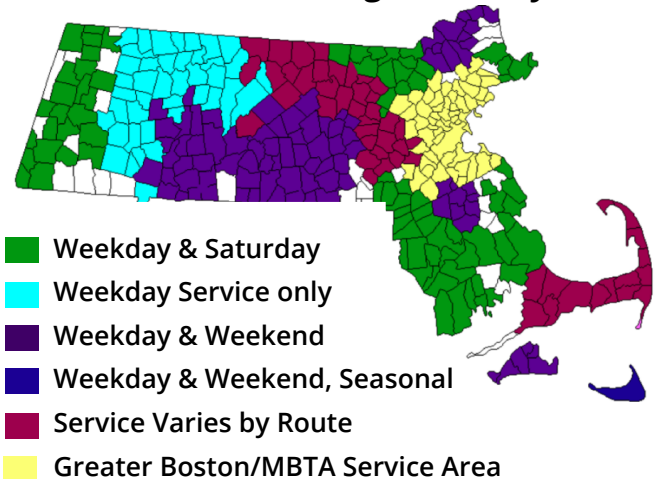 Weekday & Saturday
Weekday Service only
Weekday & Weekend
Weekday & Weekend, Seasonal
Service Varies by Route
Greater Boston/MBTA Service Area